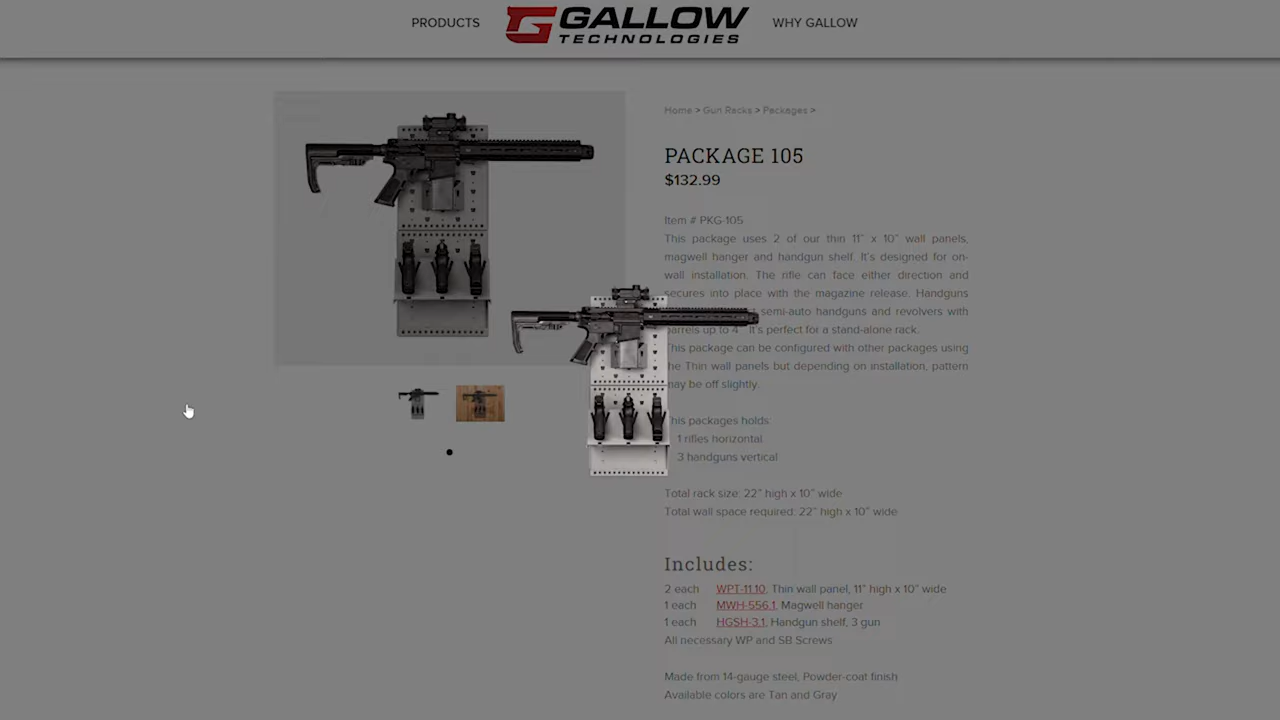 PRODUCTS
GALLOW
TECHNOLOGIES
WHY GALLOW
Home > Gun Racks > Packages >
PACKAGE 105
$132.99
Item # PKG-105
This package uses 2 of our thin 11" x 10" wall panels,
magwell hanger and handgun shelf. It's designed for on-
wall installation. The rifle can face either direction and
secures into place with the magazine release. Handguns
semi-auto handguns and revolvers with
barrels up to 4". It's perfect for a stand-alone rack.
This package can be configured with other packages using
the Thin wall panels but depending on installation, pattern
may be off slightly.
This packages holds:
1 rifles horizontal
3 handguns vertical
Total rack size: 22" high x 10" wide
Total wall space required: 22" high x 10" wide
Includes:
2 each WPT-11.10, Thin wall panel, 11" high x 10" wide
1 each MWH-556.1, Magwell hanger
1 each HGSH-3.1, Handgun shelf, 3 gun
All necessary WP and SB Screws
Made from 14-gauge steel, Powder-coat finish
Available colors are Tan and Gray